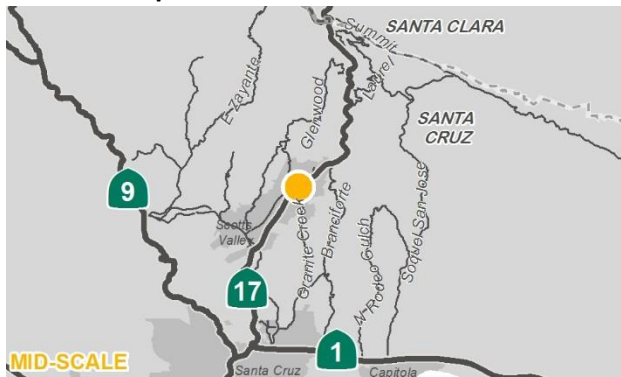 Summit
SANTA CLARA
Laurel
E Zayante
Glenwood
SANTA
CRUZ
9
Scotts
Valley
Granite Creek
Branciforte
N Rodeo Gulch
Soquel San Jose
17
1
MID-SCALE
Santa Cruz
Capitola